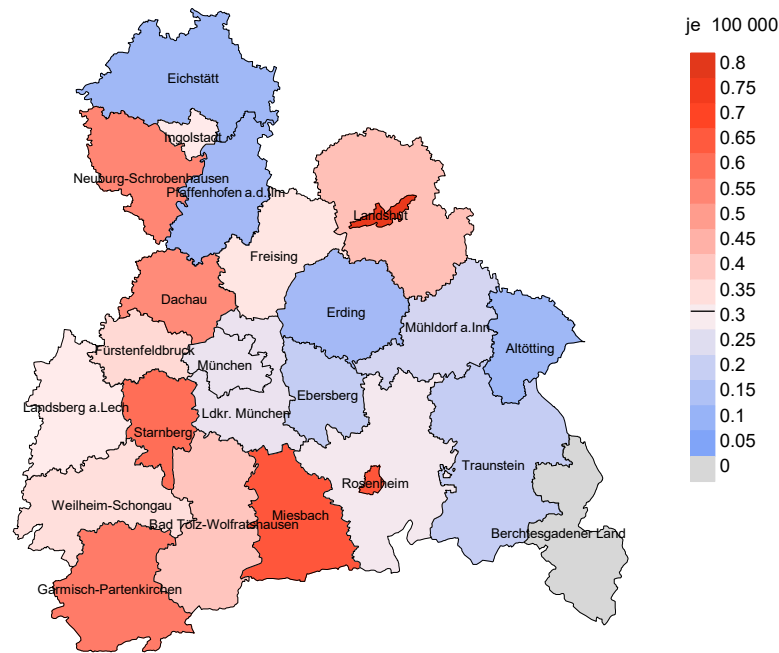 je 100 000
0.8
0.75
0.7
0.65
0.6
0.55
0.5
0.45
0.4
0.35
0.3
0.25
0.2
0.15
0.1
0.05
0
Eichstätt
Ingolstadt
Neuburg-Schrobenhausen
Pfaffenhofen a.d.Ilm
Landshut
Freising
Dachau
Erding
Mühldorf a.Inn
Fürstenfeldbruck
München
Altötting
Ebersberg
Landsberg a.Lech
Ldkr. München
Starnberg
Traunstein
Rosenheim
Weilheim-Schongau
Miesbach
Bad Tölz-Wolfratshausen
Berchtesgadener Land
Garmisch-Partenkirchen